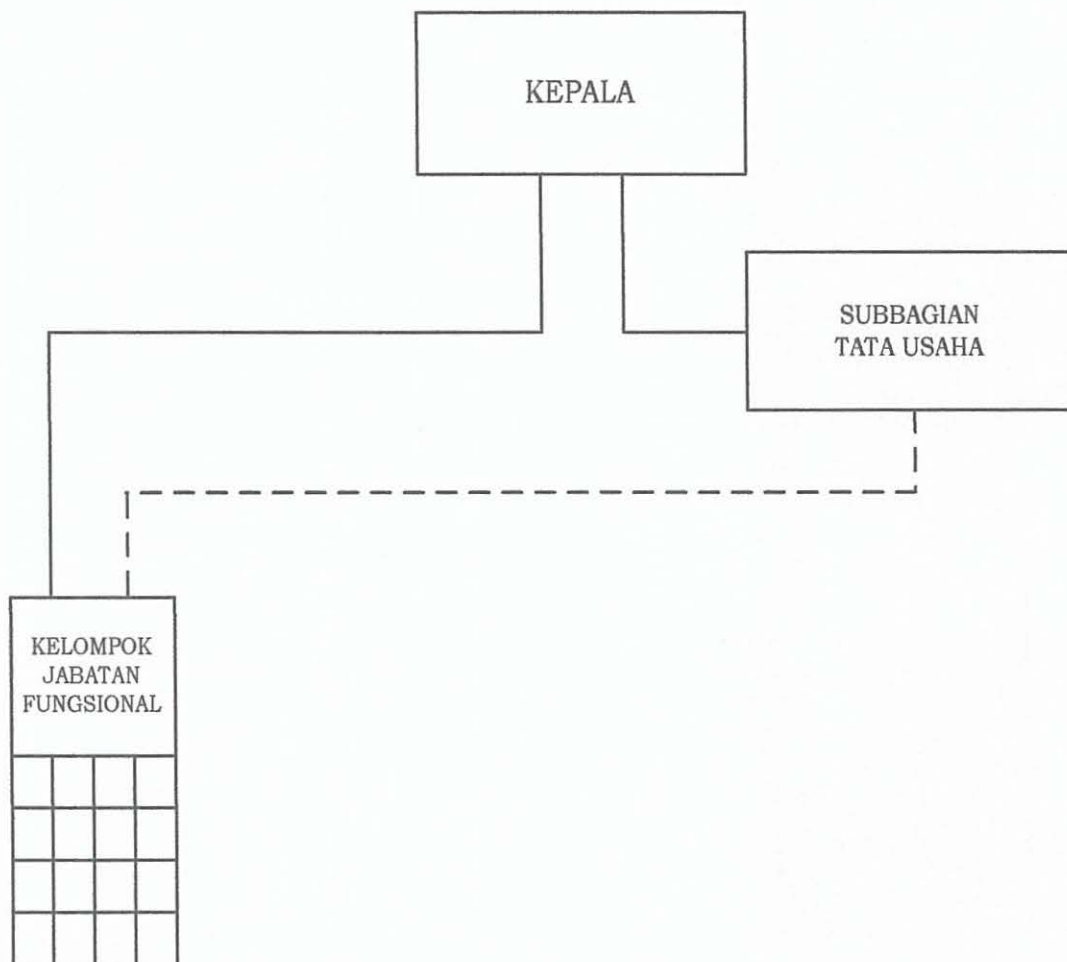 KEPALA
SUBBAGIAN
TATA USAHA
KELOMPOK
JABATAN
FUNGSIONAL